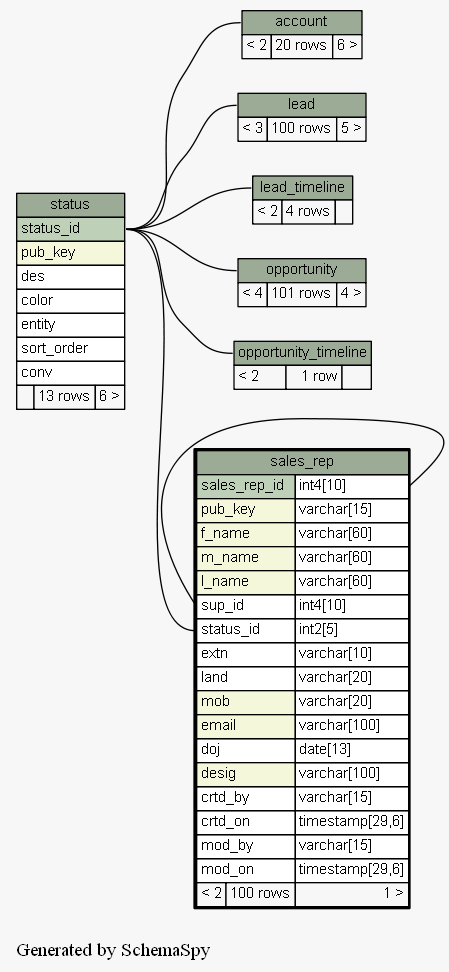 account
< 2 20 rows 6 >
lead
< 3 100 rows 5 >
lead_timeline
< 2 4 rows
opportunity
< 4 101 rows 4 >
opportunity_timeline
< 2 1 row
status
status_id
pub_key
des
color
entity
sort_order
conv
13 rows 6 >
sales_rep
sales_rep_id int4[10]
pub_key varchar[15]
f_name varchar[60]
m_name varchar[60]
l_name varchar[60]
sup_id int4[10]
status_id int2[5]
extn varchar[10]
land varchar[20]
mob varchar[20]
email varchar[100]
doj date[13]
desig varchar[100]
crtd_by varchar[15]
crtd_on timestamp[29,6]
mod_by varchar[15]
mod_on timestamp[29,6]
< 2 100 rows 1 >
Generated by SchemaSpy